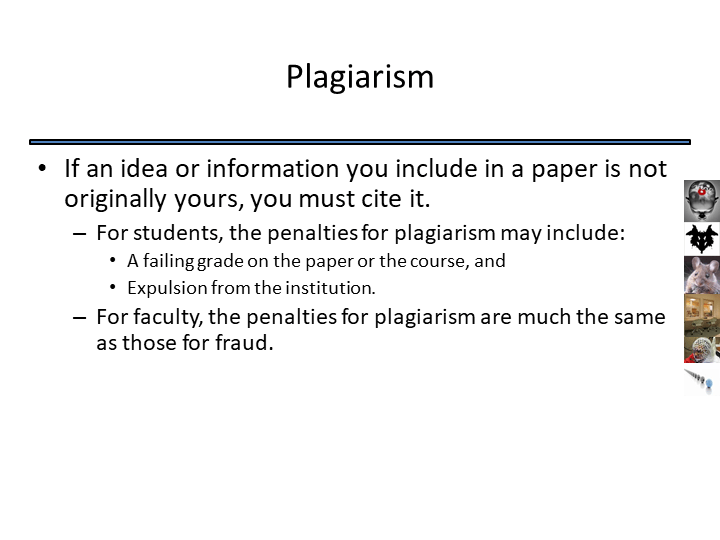 Plagiarism
• If an idea or information you include in a paper is not
originally yours, you must cite it.
– For students, the penalties for plagiarism may include:
• A failing grade on the paper or the course, and
• Expulsion from the institution.
– For faculty, the penalties for plagiarism are much the same
as those for fraud.